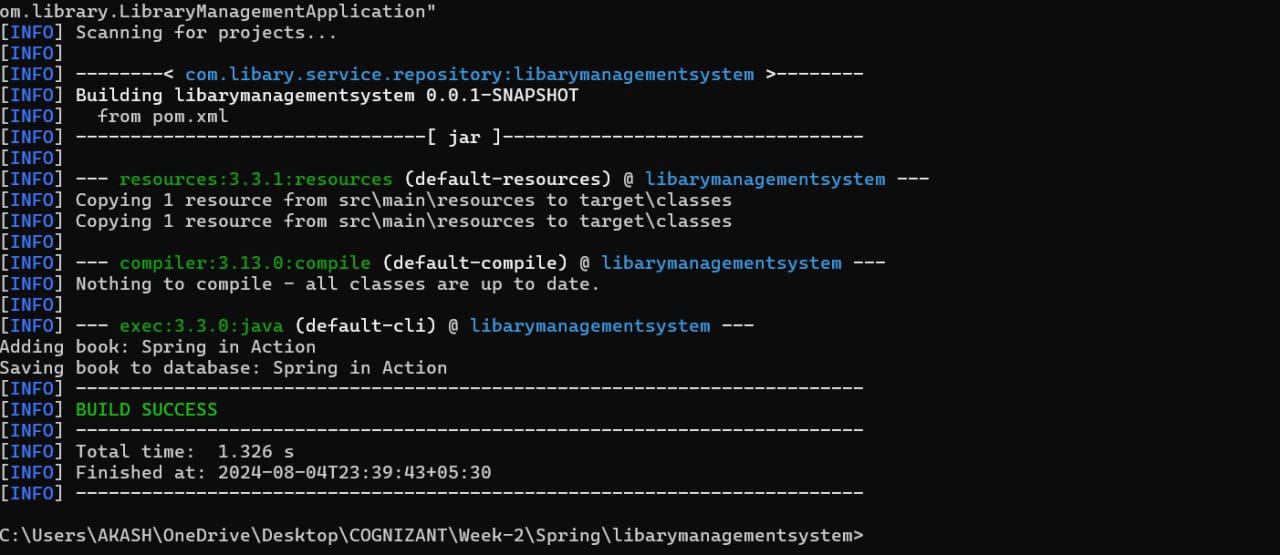 om.library.LibraryManagementApplication"
[INFO] Scanning for projects...
[INFO]
[INFO] --------< com.libary.service.repository:libarymanagementsystem >--------
[INFO] Building libarymanagementsystem 0.0.1-SNAPSHOT
[INFO]   from pom.xml
[INFO] --------------------------------[ jar ]---------------------------------
[INFO]
[INFO] --- resources:3.3.1:resources (default-resources) @ libarymanagementsystem ---
[INFO] Copying 1 resource from src\main\resources to target\classes
[INFO] Copying 1 resource from src\main\resources to target\classes
[INFO]
[INFO] --- compiler:3.13.0:compile (default-compile) @ libarymanagementsystem ---
[INFO] Nothing to compile - all classes are up to date.
[INFO]
[INFO] --- exec:3.3.0:java (default-cli) @ libarymanagementsystem ---
Adding book: Spring in Action
Saving book to database: Spring in Action
[INFO] ------------------------------------------------------------------------
[INFO] BUILD SUCCESS
[INFO] ------------------------------------------------------------------------
[INFO] Total time:  1.326 s
[INFO] Finished at: 2024-08-04T23:39:43+05:30
[INFO] ------------------------------------------------------------------------
C:\Users\AKASH\OneDrive\Desktop\COGNIZANT\Week-2\Spring\libarymanagementsystem>